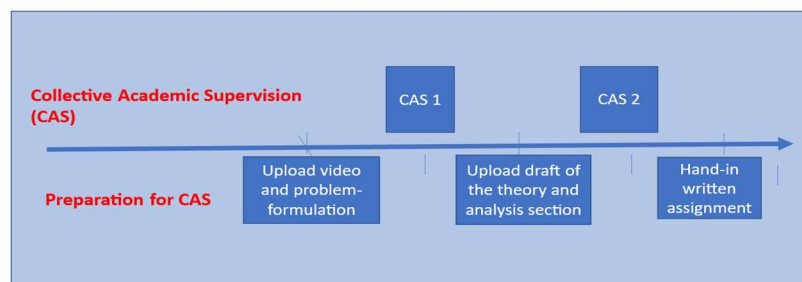 Collective Academic Supervision
(CAS)
CAS 1
CAS 2
Preparation for CAS
Upload video
and problem-
formulation
Upload draft of
the theory and
analysis section
Hand-in
written
assignment